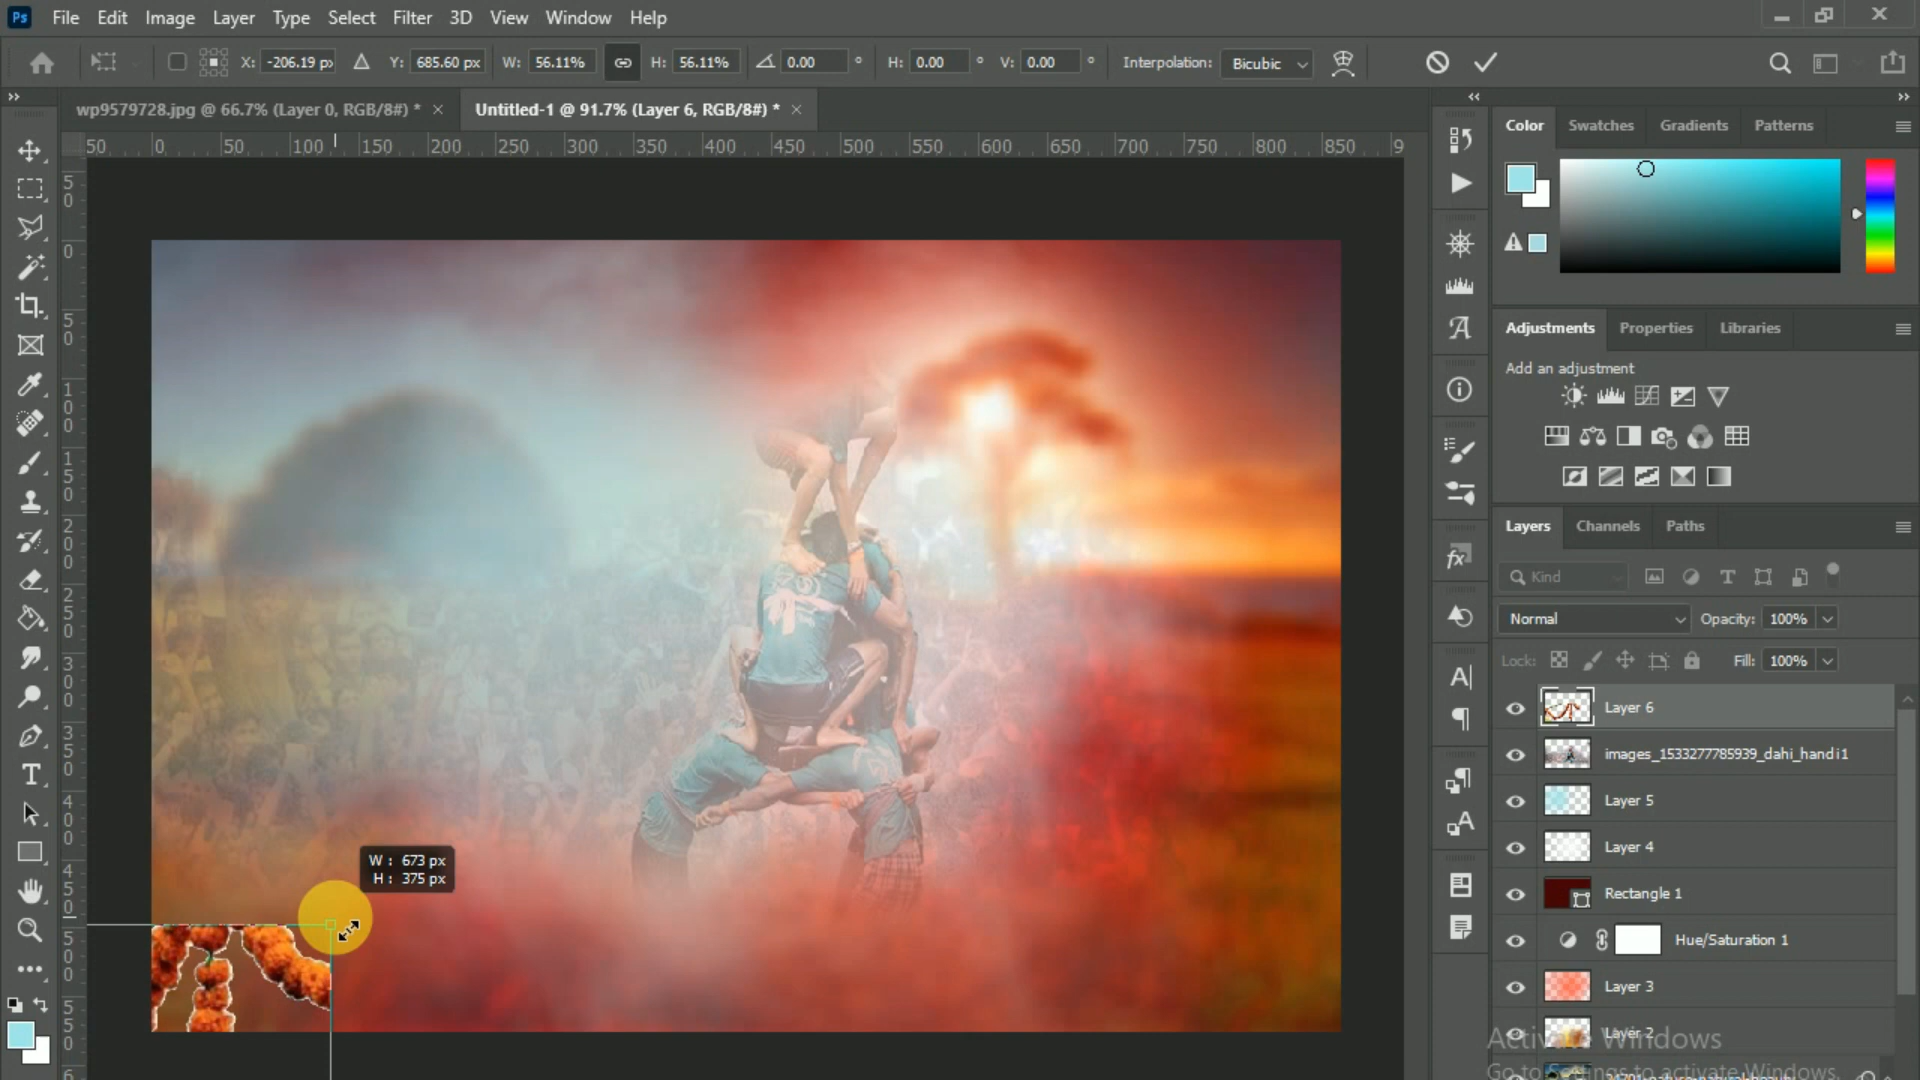 Ps File Edit Image Layer Type Select Filter 3D View Window Help
X: -206.19 px Y: 685.60 px W: 56.11% H: 56.11% 0.00 ° H: 0.00 ° V: 0.00 ° Interpolation: Bicubic
wp9579728.jpg @ 66.7% (Layer 0, RGB/8#) * × Untitled-1 @ 91.7% (Layer 6, RGB/8#) * ×
50 0 50 100 150 200 250 300 350 400 450 500 550 600 650 700 750 800 850 9
Color Swatches Gradients Patterns
Adjustments Properties Libraries
Add an adjustment
Layers Channels Paths
Kind
Normal Opacity: 100%
Lock: Fill: 100%
Layer 6
images_1533277785939_dahi_handi1
Layer 5
Layer 4
Rectangle 1
Hue/Saturation 1
Layer 3
Layer 2
W : 673 px
H : 375 px
Activate Windows
Go to Settings to activate Windows.